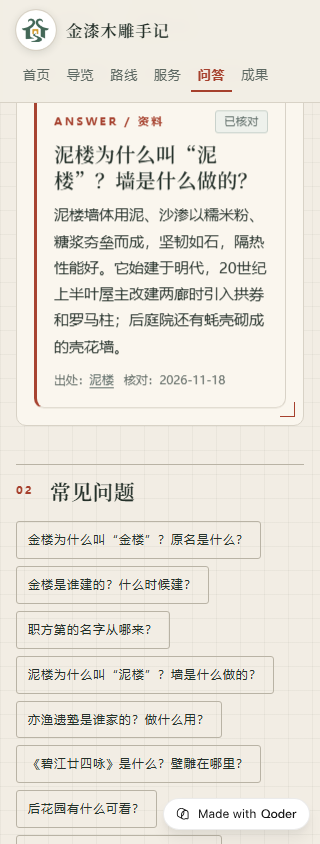 金漆木雕手记
首页 导览 路线 服务 问答 成果
ANSWER / 资料
已核对
泥楼为什么叫“泥
楼”？墙是什么做的？
泥楼墙体用泥、沙渗以糯米粉、
糖浆夯垒而成，坚韧如石，隔热
性能好。它始建于明代，20世纪
上半叶屋主改建两廊时引入拱券
和罗马柱；后庭院还有蚝壳砌成
的壳花墙。
出处：泥楼 核对：2026-11-18
02 常见问题
金楼为什么叫“金楼”？原名是什么？
金楼是谁建的？什么时候建？
职方第的名字从哪来？
泥楼为什么叫“泥楼”？墙是什么做的？
亦渔遗塾是谁家的？做什么用？
《碧江廿四咏》是什么？壁雕在哪里？
后花园有什么可看？
Made with Qoder